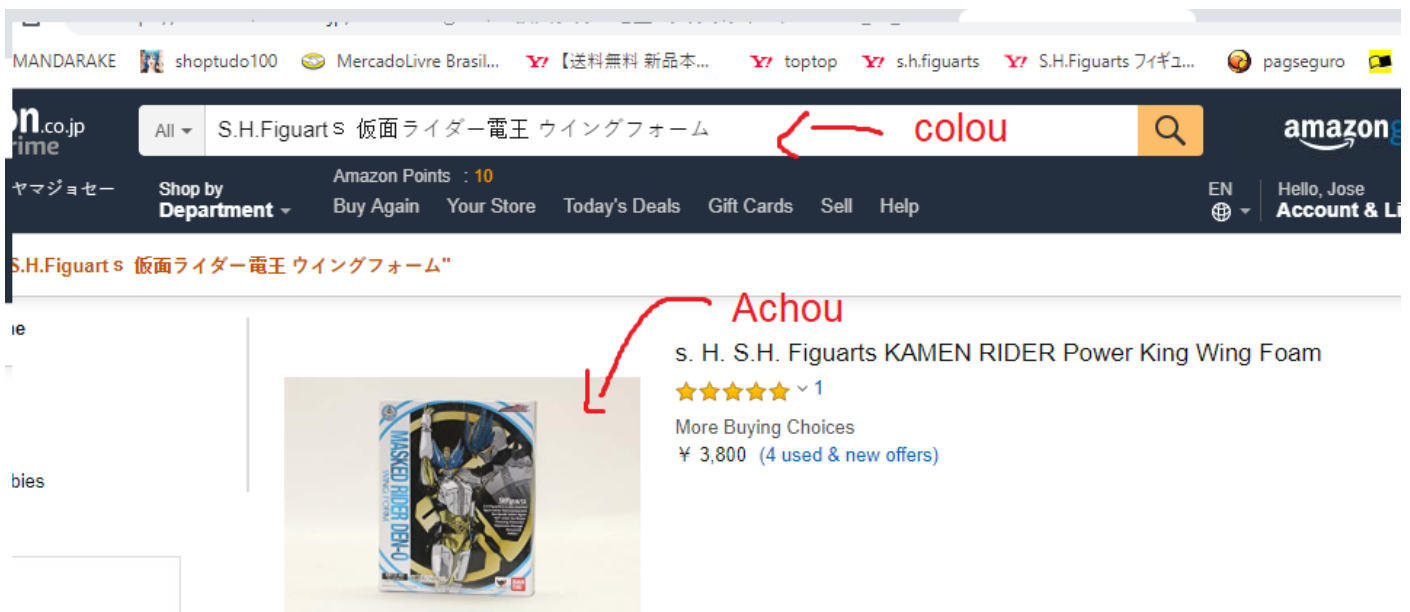 MANDARAKE shoptudo100 MercadoLivre Brasil... 【送料無料 新品本... toptop s.h.figuarts S.H.Figuarts フィギュ... pagseguro
.co.jp All S.H.Figuartｓ 仮面ライダー電王 ウイングフォーム colou amazon
ヤマジョセー Shop by Department Amazon Points : 10
Buy Again Your Store Today's Deals Gift Cards Sell Help EN Hello, Jose
Account & Li
S.H.Figuartｓ 仮面ライダー電王 ウイングフォーム"
Achou
s. H. S.H. Figuarts KAMEN RIDER Power King Wing Foam
1
More Buying Choices
¥ 3,800 (4 used & new offers)
bies
MASKED RIDER DEN-O
WING FORM
S.H.Figuarts